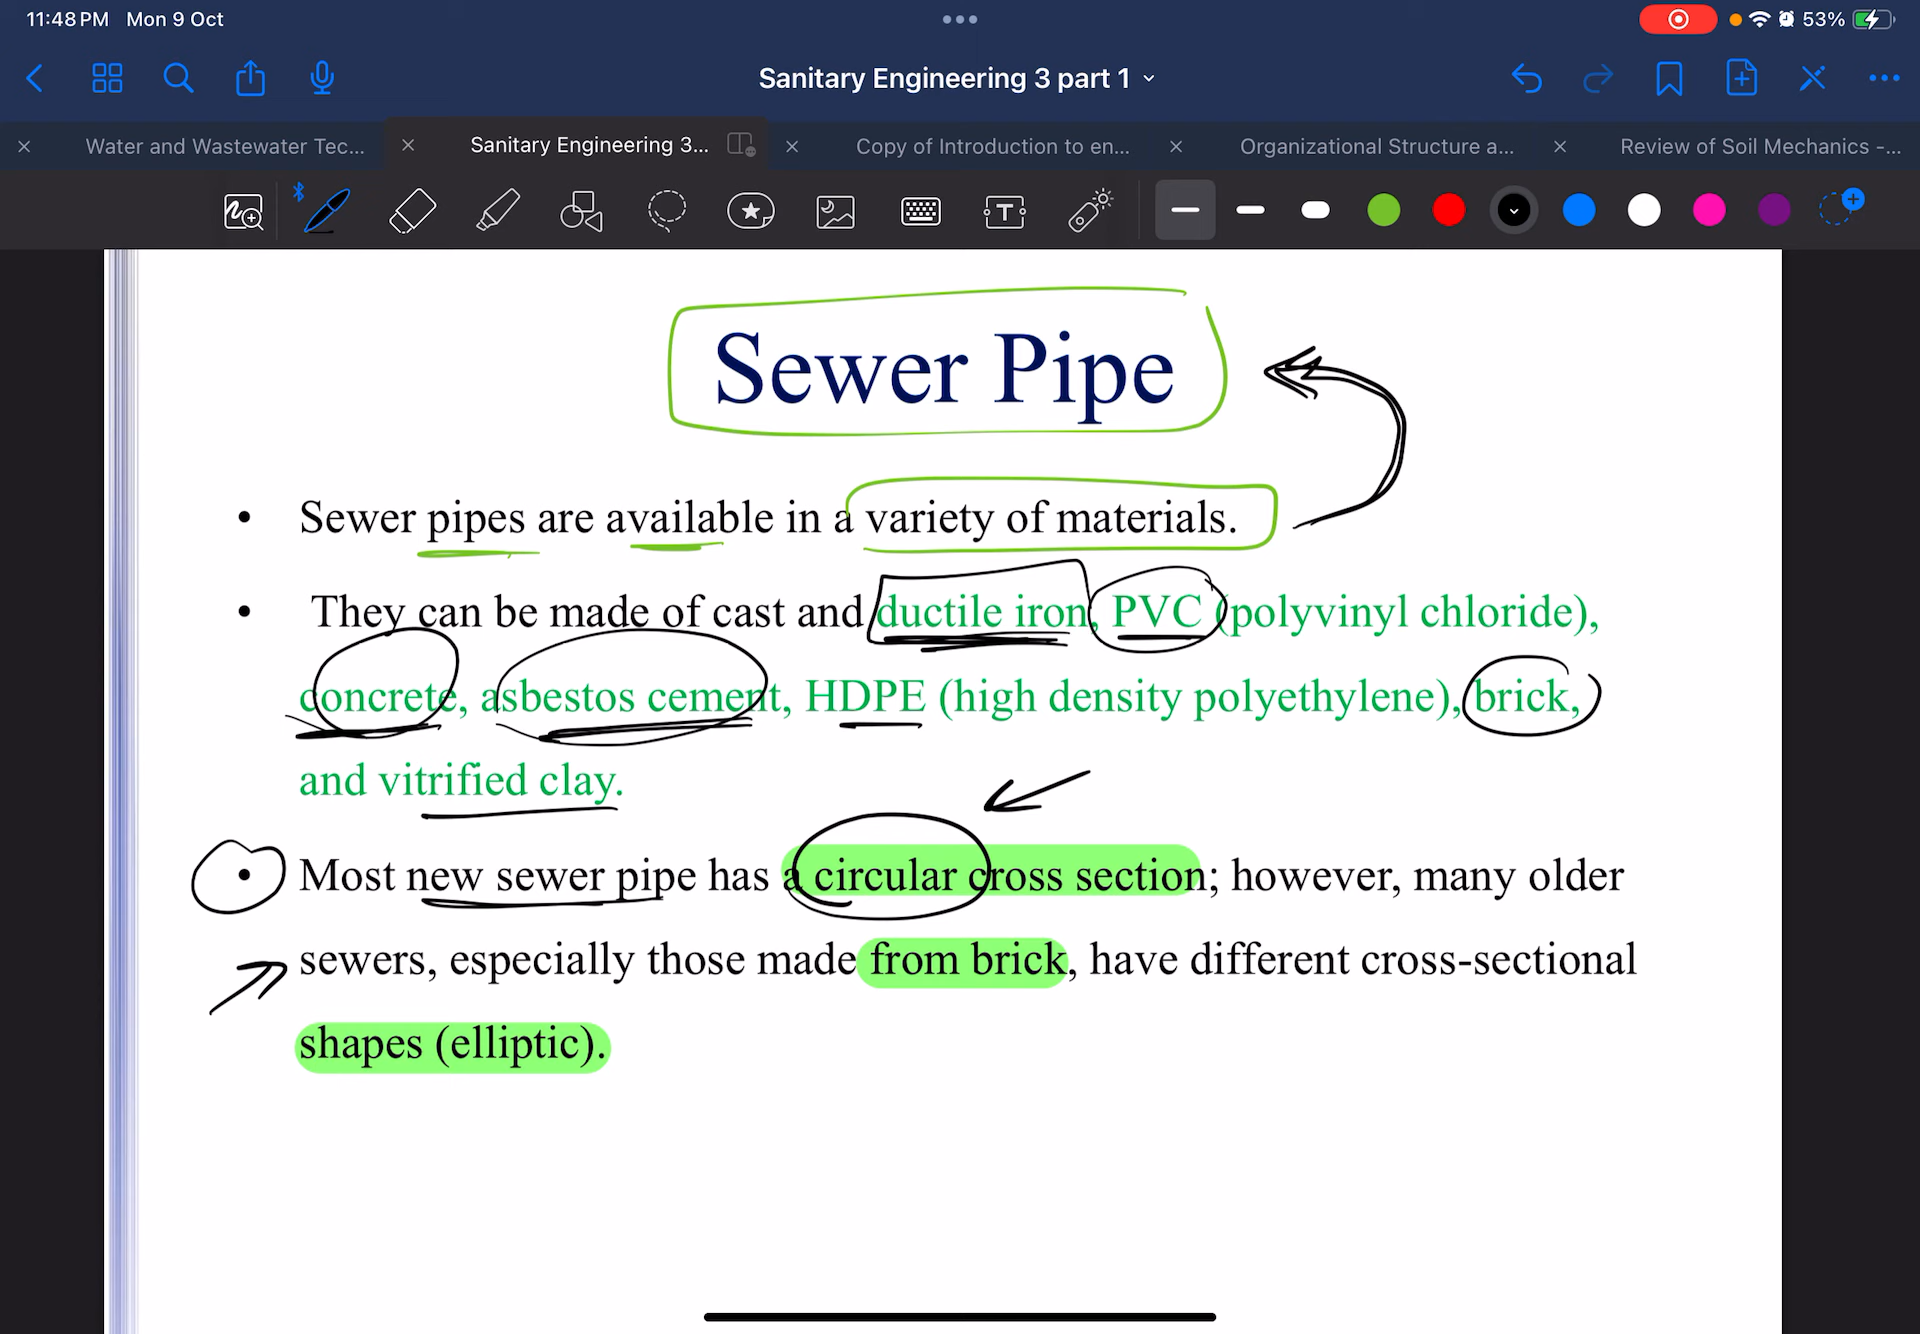 11:48 PM Mon 9 Oct
53%
Sanitary Engineering 3 part 1
Water and Wastewater Tec...
Sanitary Engineering 3...
Copy of Introduction to en...
Organizational Structure a...
Review of Soil Mechanics -...
T
Sewer Pipe
• Sewer pipes are available in a variety of materials.
• They can be made of cast and ductile iron, PVC (polyvinyl chloride),
concrete, asbestos cement, HDPE (high density polyethylene), brick,
and vitrified clay.
• Most new sewer pipe has a circular cross section; however, many older
sewers, especially those made from brick, have different cross-sectional
shapes (elliptic).